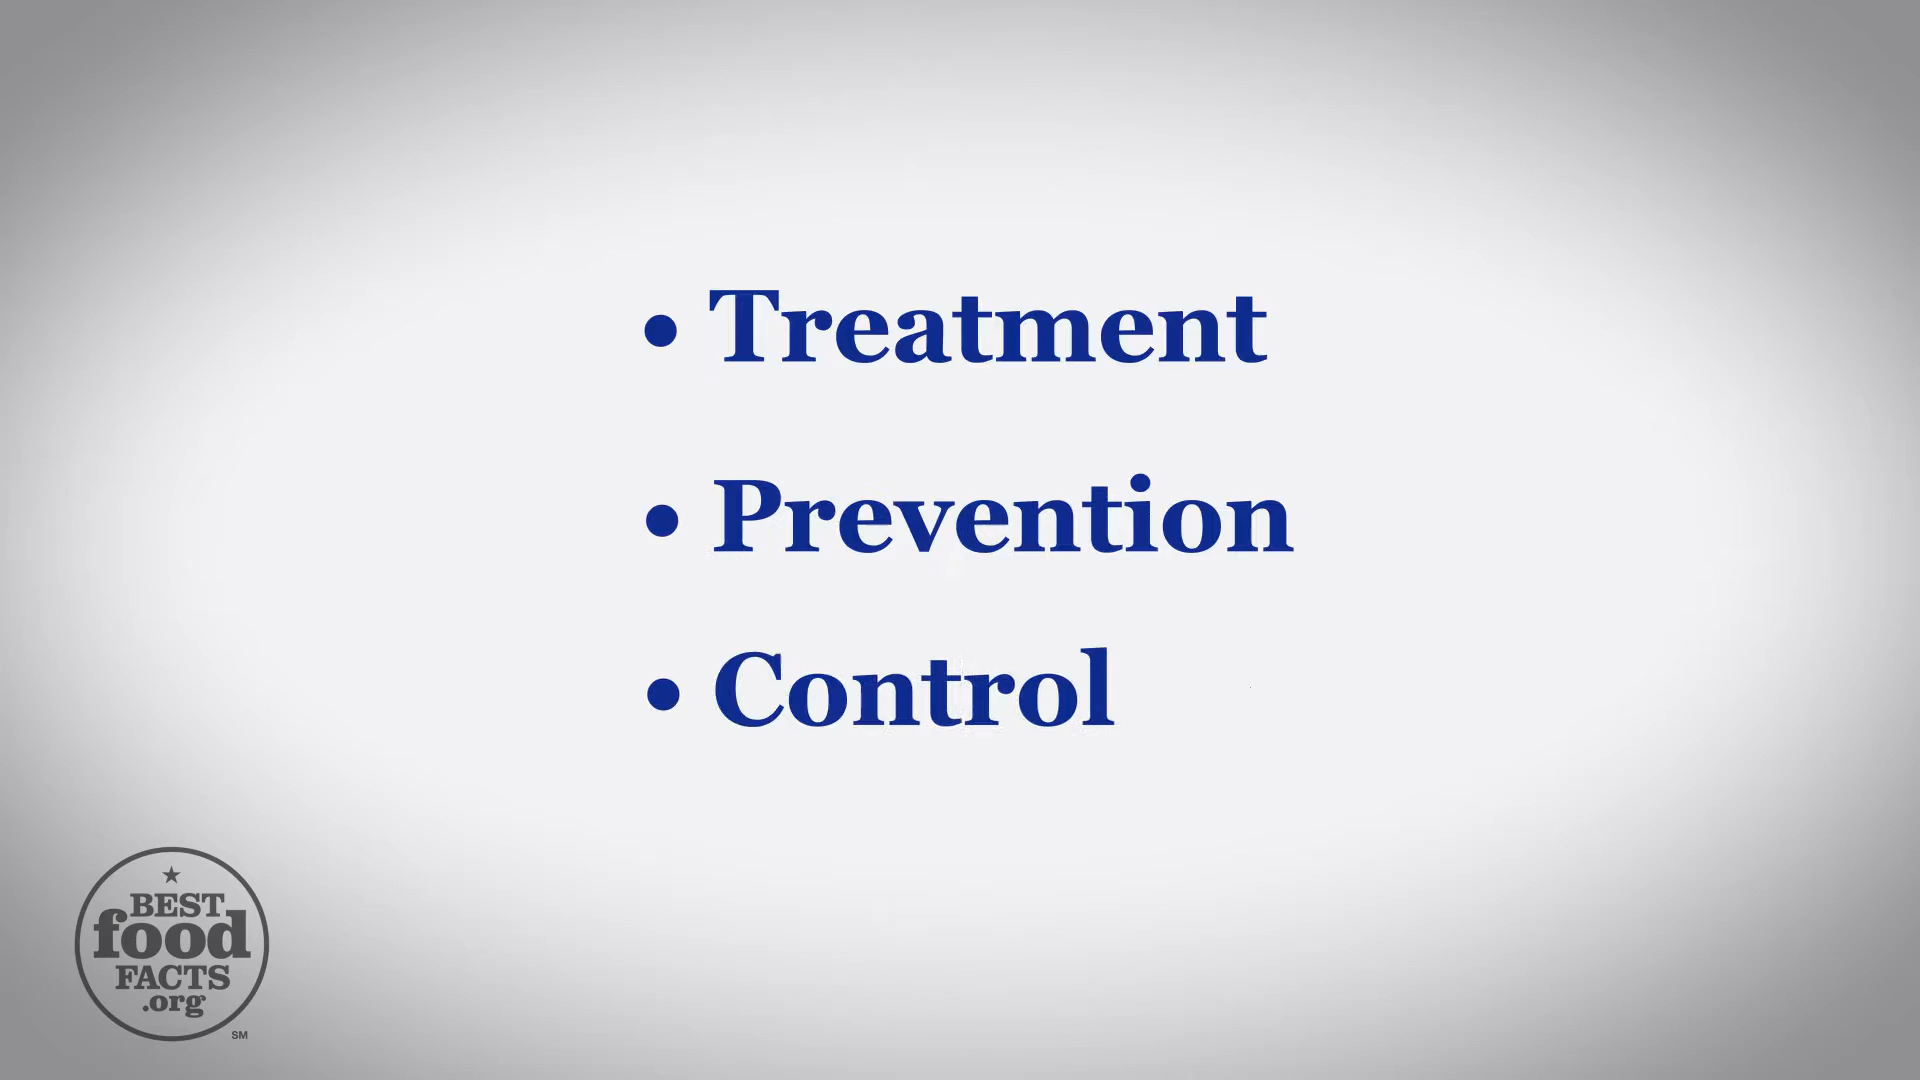 • Treatment
• Prevention
• Control
BEST
food
FACTS
.org
SM